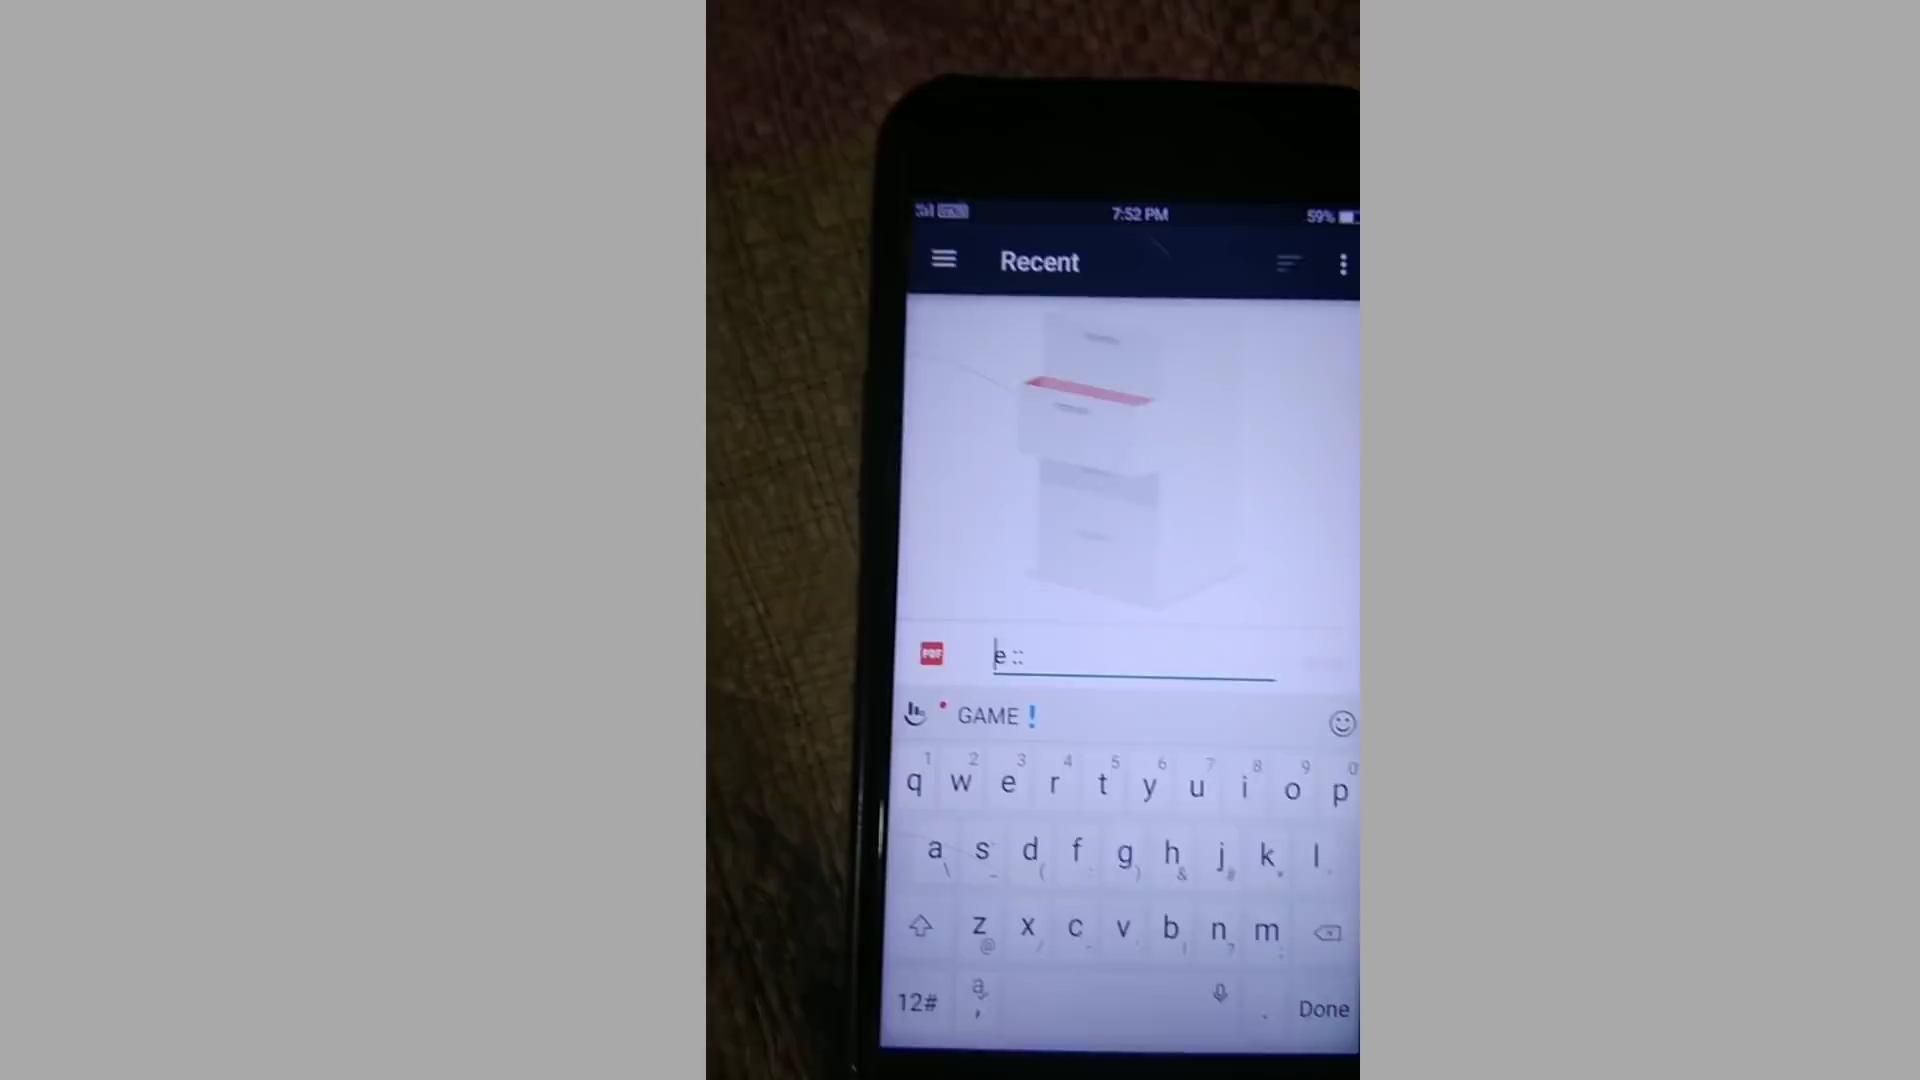 7:52 PM 59%
Recent
PDF e ::
GAME❗
1 2 3 4 5 6 7 8 9 0
q w e r t y u i o p
a s d f g h j k l
\ _ ( : ) & #
z x c v b n m
@ / - ! ? ;
12# a , . Done